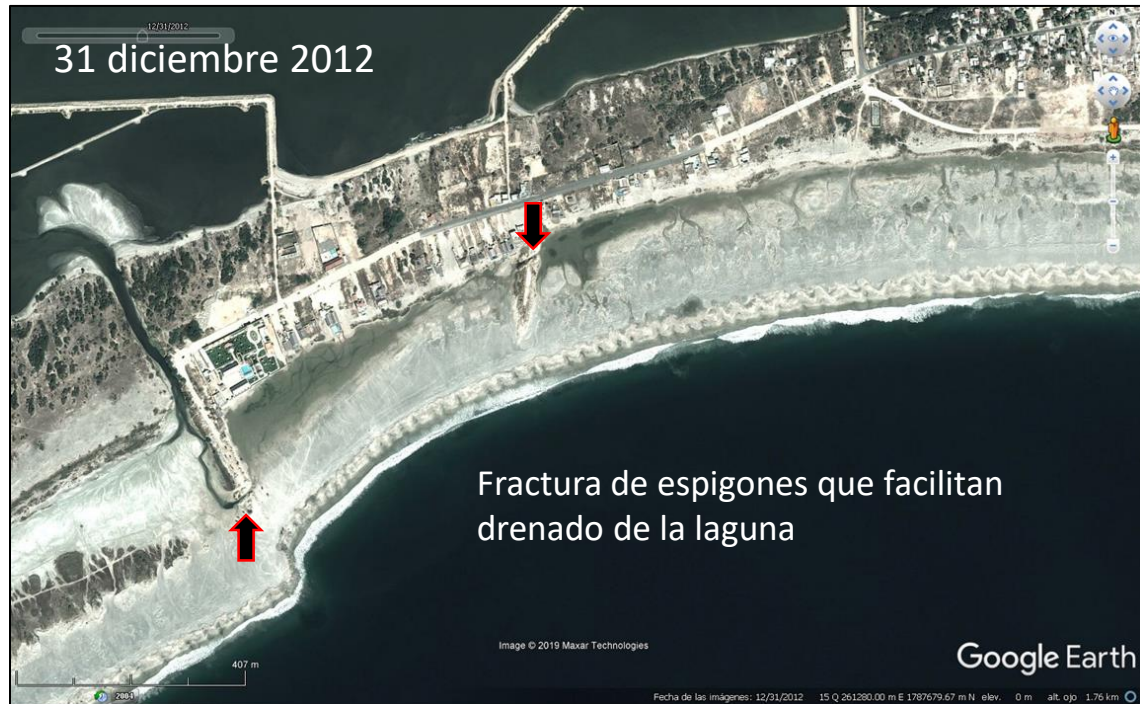 12/31/2012
31 diciembre 2012
N
Fractura de espigones que facilitan
drenado de la laguna
Image © 2019 Maxar Technologies
Google Earth
407 m
2004
Fecha de las imágenes: 12/31/2012 15 Q 261280.00 m E 1787679.67 m N elev. 0 m alt. ojo 1.76 km